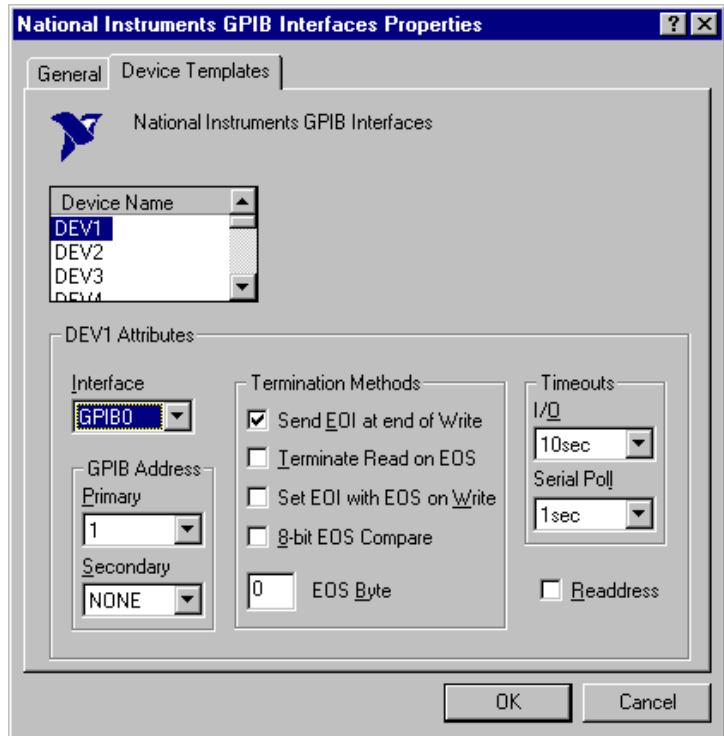 National Instruments GPIB Interfaces Properties
General Device Templates
National Instruments GPIB Interfaces
Device Name
DEV1
DEV2
DEV3
DEV4
DEV1 Attributes
Interface
GPIB0
GPIB Address
Primary
1
Secondary
NONE
Termination Methods
Send EOI at end of Write
Terminate Read on EOS
Set EOI with EOS on Write
8-bit EOS Compare
0 EOS Byte
Timeouts
I/O
10sec
Serial Poll
1sec
Readdress
OK Cancel